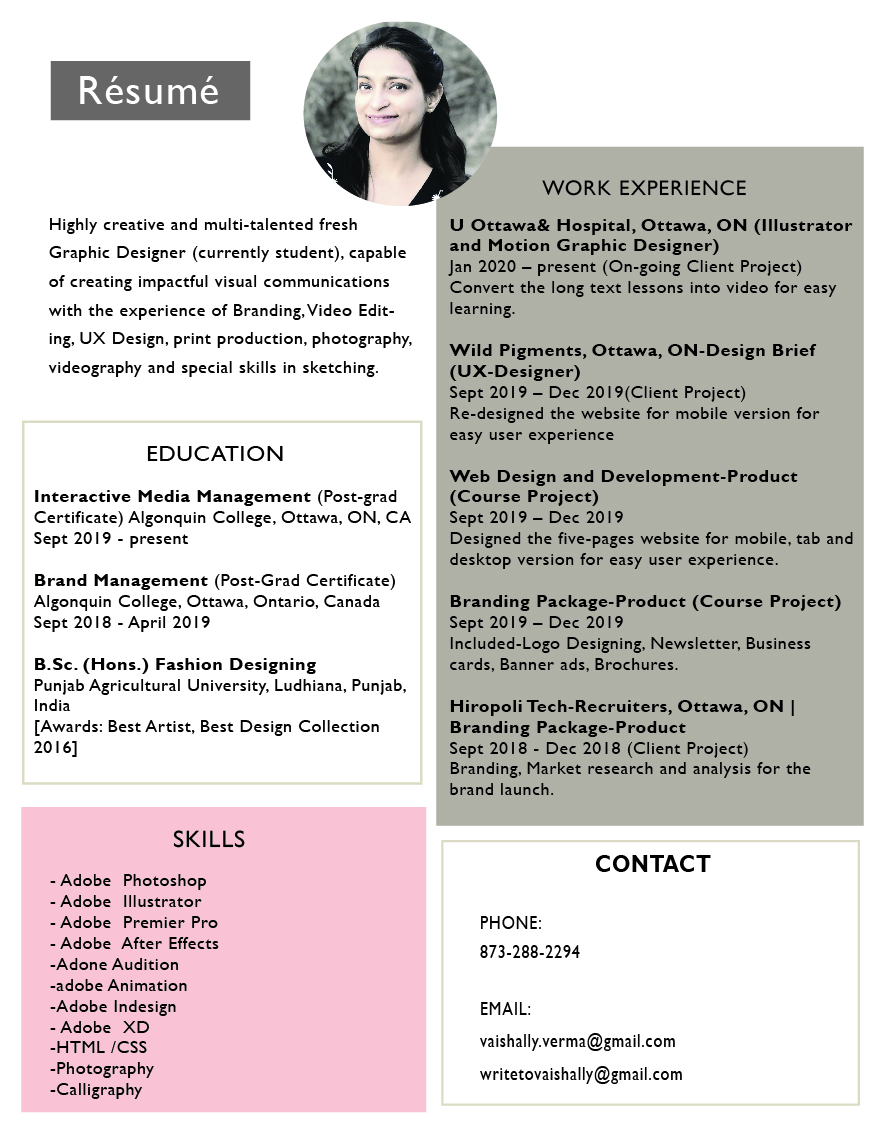 Résumé
Highly creative and multi-talented fresh
Graphic Designer (currently student), capable
of creating impactful visual communications
with the experience of Branding, Video Edit-
ing, UX Design, print production, photography,
videography and special skills in sketching.
EDUCATION
Interactive Media Management (Post-grad
Certificate) Algonquin College, Ottawa, ON, CA
Sept 2019 - present
Brand Management (Post-Grad Certificate)
Algonquin College, Ottawa, Ontario, Canada
Sept 2018 - April 2019
B.Sc. (Hons.) Fashion Designing
Punjab Agricultural University, Ludhiana, Punjab,
India
[Awards: Best Artist, Best Design Collection
2016]
SKILLS
- Adobe  Photoshop
- Adobe  Illustrator
- Adobe  Premier Pro
- Adobe  After Effects
-Adone Audition
-adobe Animation
-Adobe Indesign
- Adobe  XD
-HTML /CSS
-Photography
-Calligraphy
WORK EXPERIENCE
U Ottawa& Hospital, Ottawa, ON (Illustrator
and Motion Graphic Designer)
Jan 2020 – present (On-going Client Project)
Convert the long text lessons into video for easy
learning.
Wild Pigments, Ottawa, ON-Design Brief
(UX-Designer)
Sept 2019 – Dec 2019(Client Project)
Re-designed the website for mobile version for
easy user experience
Web Design and Development-Product
(Course Project)
Sept 2019 – Dec 2019
Designed the five-pages website for mobile, tab and
desktop version for easy user experience.
Branding Package-Product (Course Project)
Sept 2019 – Dec 2019
Included-Logo Designing, Newsletter, Business
cards, Banner ads, Brochures.
Hiropoli Tech-Recruiters, Ottawa, ON |
Branding Package-Product
Sept 2018 - Dec 2018 (Client Project)
Branding, Market research and analysis for the
brand launch.
CONTACT
PHONE:
873-288-2294
EMAIL:
vaishally.verma@gmail.com
writetovaishally@gmail.com